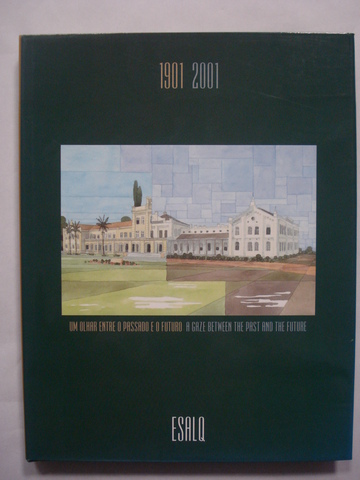 1901 2001
UM OLHAR ENTRE O PASSADO E O FUTURO A GAZE BETWEEN THE PAST AND THE FUTURE
ESALQ